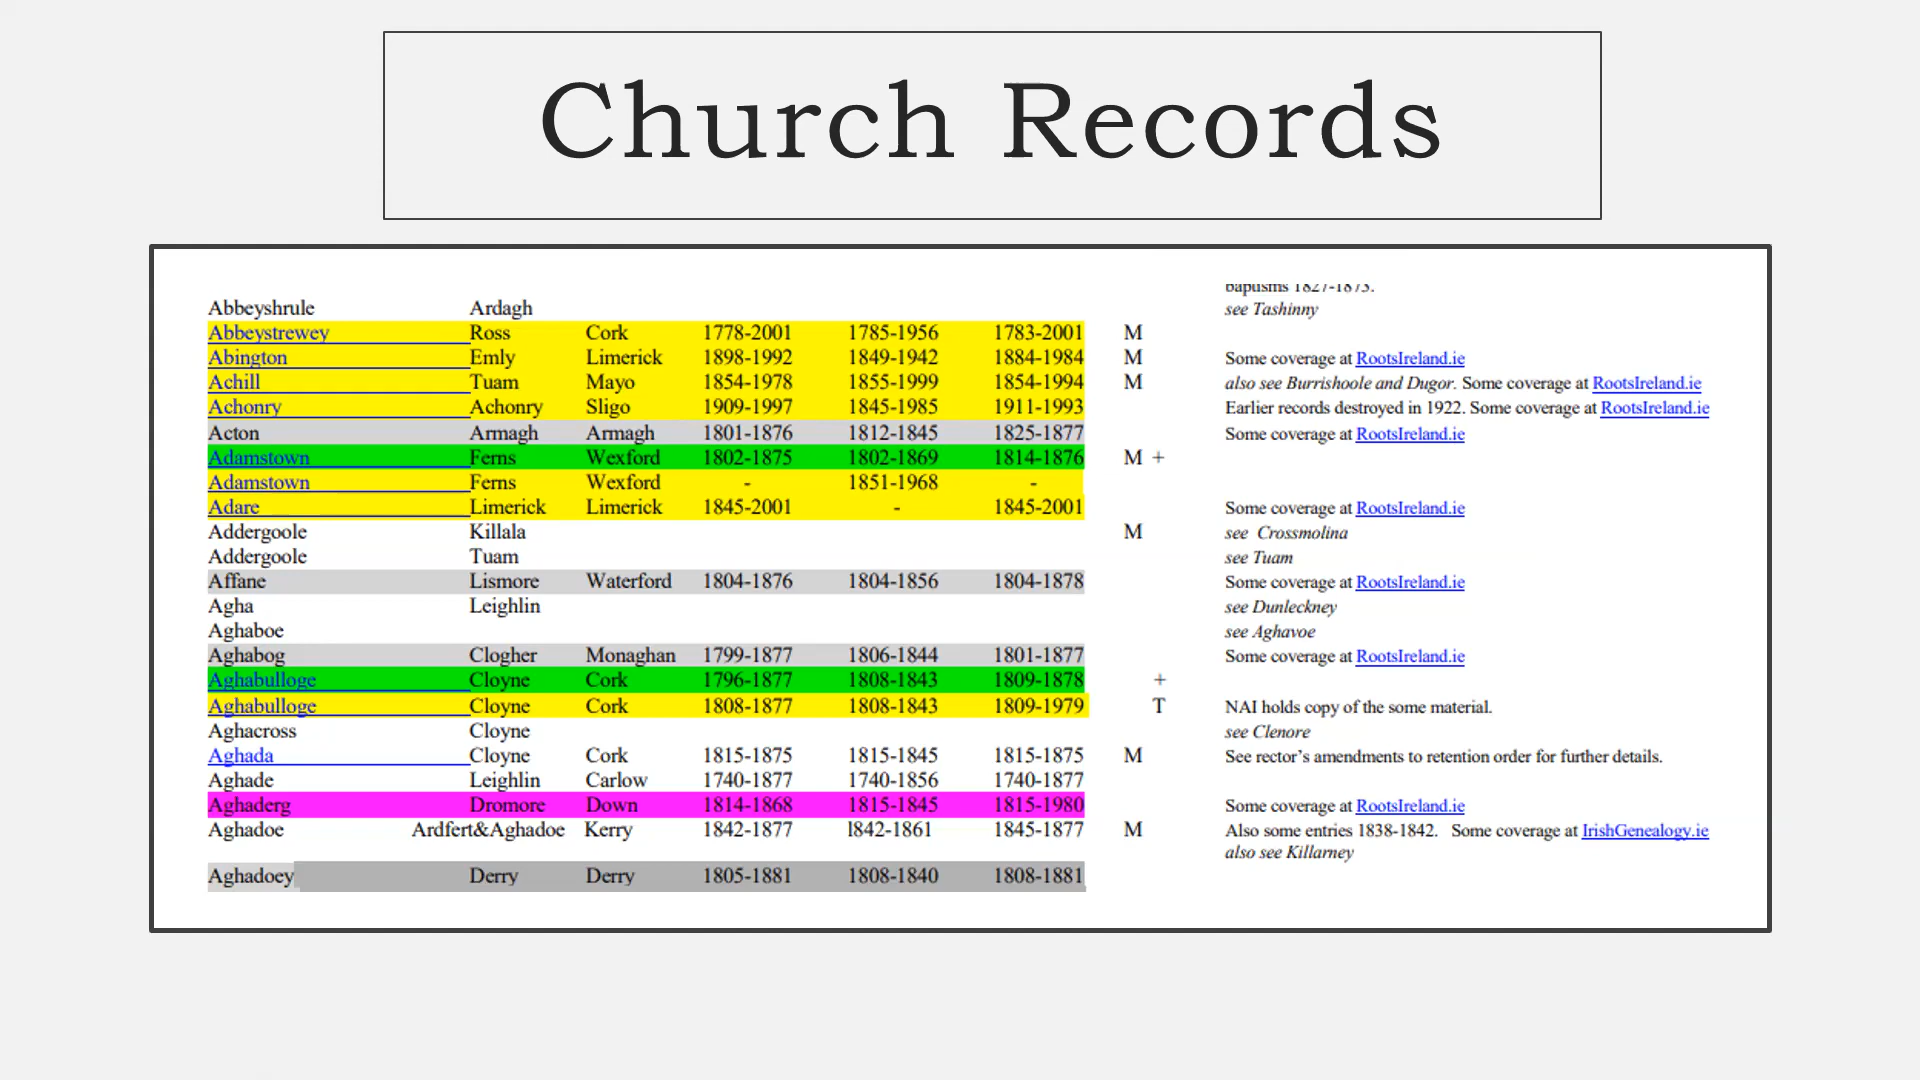 Church Records
baptisms 1827-1873.
Abbeyshrule Ardagh see Tashinny
Abbeystrewey Ross Cork 1778-2001 1785-1956 1783-2001 M
Abington Emly Limerick 1898-1992 1849-1942 1884-1984 M Some coverage at RootsIreland.ie
Achill Tuam Mayo 1854-1978 1855-1999 1854-1994 M also see Burrishoole and Dugor. Some coverage at RootsIreland.ie
Achonry Achonry Sligo 1909-1997 1845-1985 1911-1993 Earlier records destroyed in 1922. Some coverage at RootsIreland.ie
Acton Armagh Armagh 1801-1876 1812-1845 1825-1877 Some coverage at RootsIreland.ie
Adamstown Ferns Wexford 1802-1875 1802-1869 1814-1876 M +
Adamstown Ferns Wexford - 1851-1968 -
Adare Limerick Limerick 1845-2001 - 1845-2001 Some coverage at RootsIreland.ie
Addergoole Killala M see Crossmolina
Addergoole Tuam see Tuam
Affane Lismore Waterford 1804-1876 1804-1856 1804-1878 Some coverage at RootsIreland.ie
Agha Leighlin see Dunleckney
Aghaboe see Aghavoe
Aghabog Clogher Monaghan 1799-1877 1806-1844 1801-1877 Some coverage at RootsIreland.ie
Aghabulloge Cloyne Cork 1796-1877 1808-1843 1809-1878 +
Aghabulloge Cloyne Cork 1808-1877 1808-1843 1809-1979 T NAI holds copy of the some material.
Aghacross Cloyne see Clenore
Aghada Cloyne Cork 1815-1875 1815-1845 1815-1875 M See rector’s amendments to retention order for further details.
Aghade Leighlin Carlow 1740-1877 1740-1856 1740-1877
Aghaderg Dromore Down 1814-1868 1815-1845 1815-1980 Some coverage at RootsIreland.ie
Aghadoe Ardfert&Aghadoe Kerry 1842-1877 l842-1861 1845-1877 M Also some entries 1838-1842. Some coverage at IrishGenealogy.ie
also see Killarney
Aghadoey Derry Derry 1805-1881 1808-1840 1808-1881